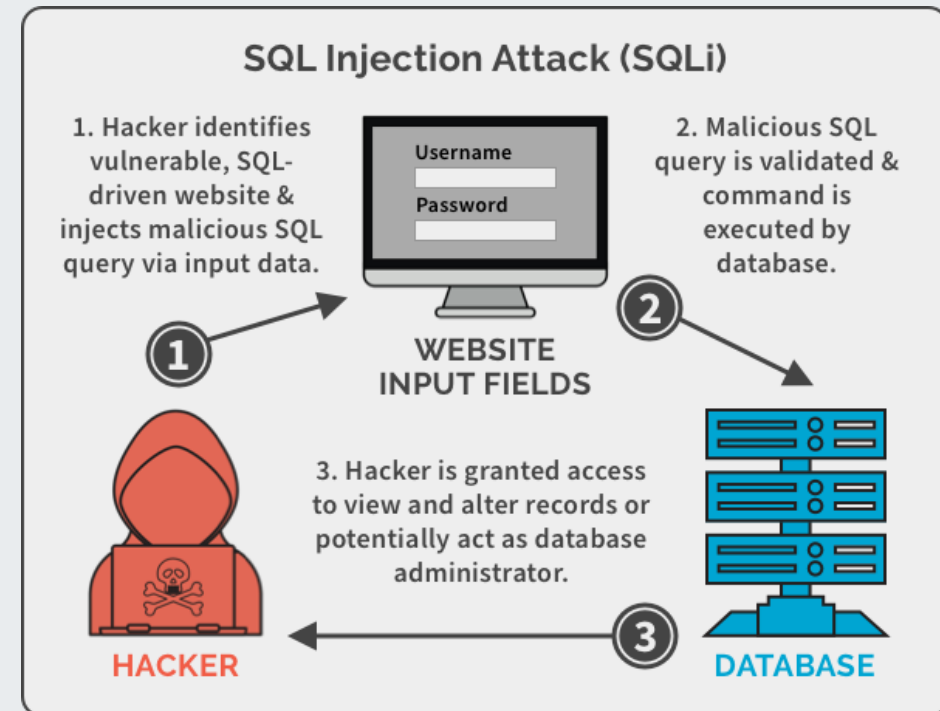 SQL Injection Attack (SQLi)
1. Hacker identifies
vulnerable, SQL-
driven website &
injects malicious SQL
query via input data.
Username
Password
2. Malicious SQL
query is validated &
command is
executed by
database.
1
2
WEBSITE
INPUT FIELDS
3. Hacker is granted access
to view and alter records or
potentially act as database
administrator.
3
HACKER
DATABASE